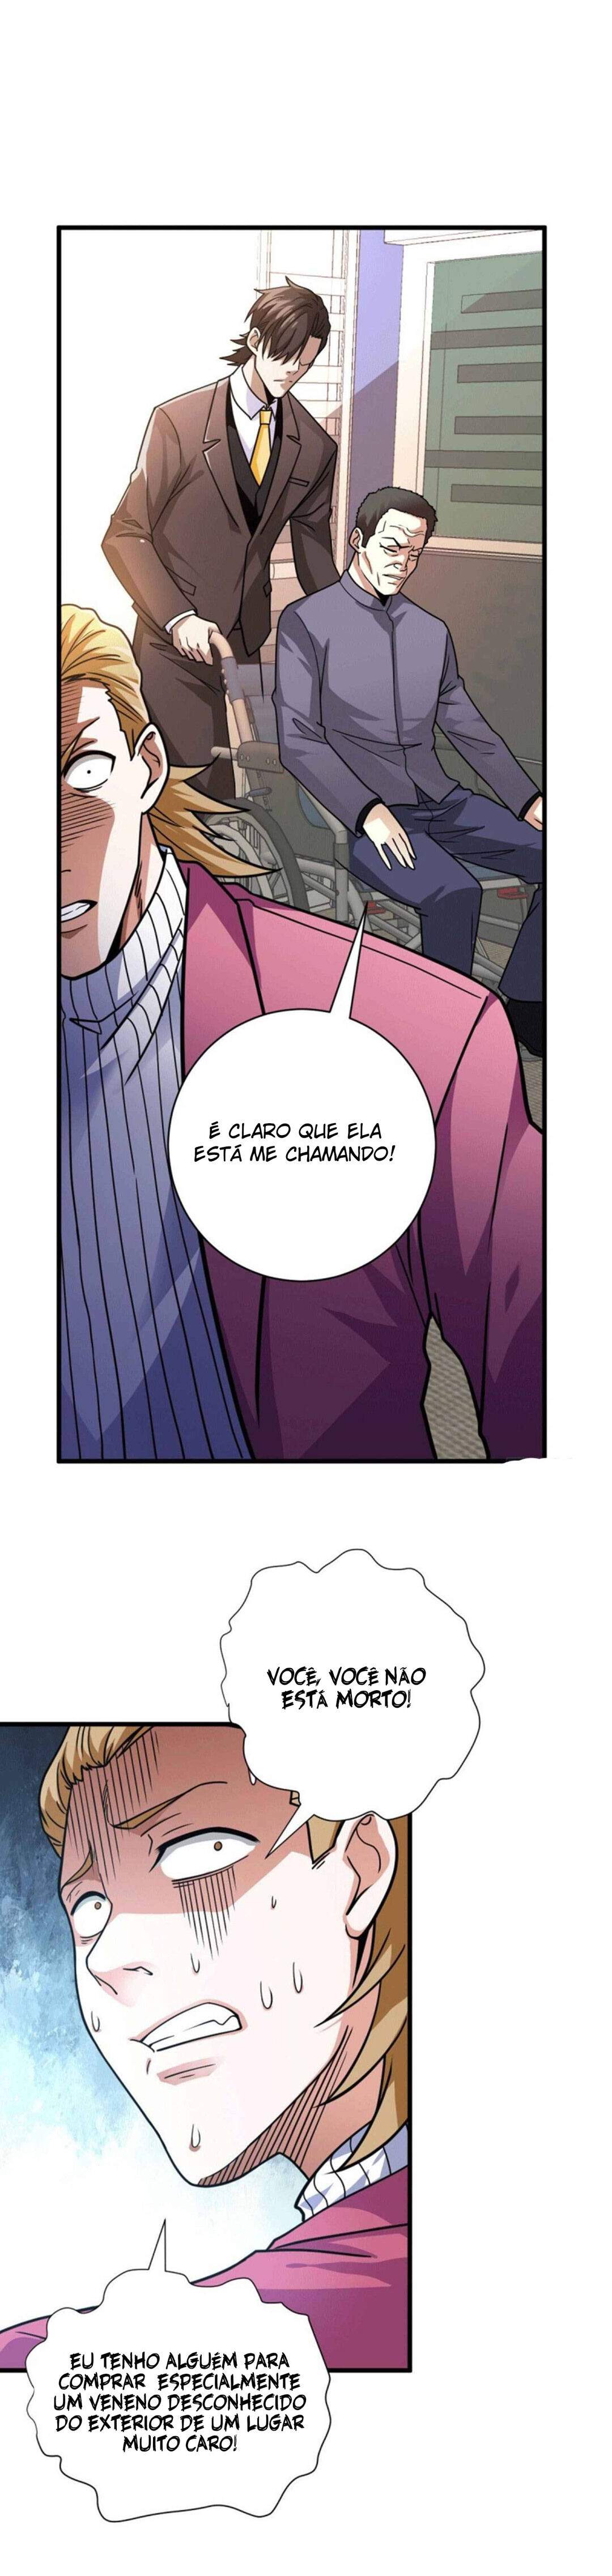 É CLARO QUE ELA
ESTÁ ME CHAMANDO!
VOCÊ, VOCÊ NÃO
ESTÁ MORTO!
EU TENHO ALGUÉM PARA
COMPRAR ESPECIALMENTE
UM VENENO DESCONHECIDO
DO EXTERIOR DE UM LUGAR
MUITO CARO!